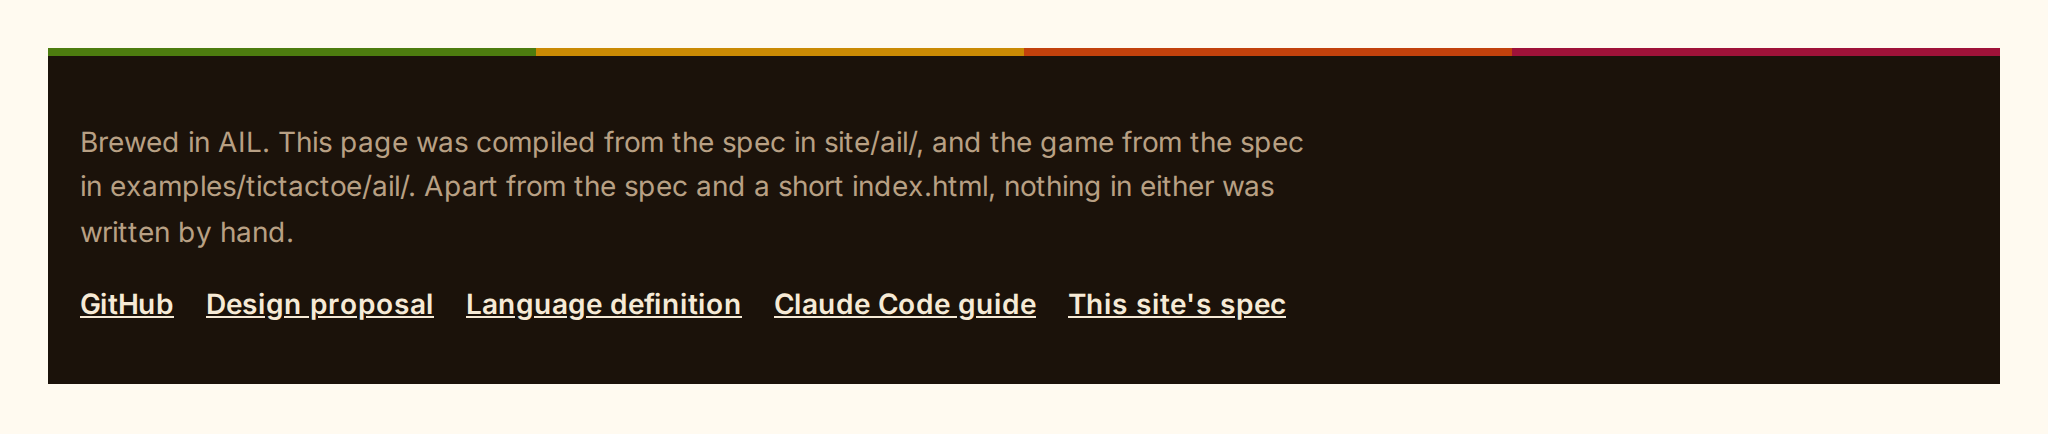 Brewed in AIL. This page was compiled from the spec in site/ail/, and the game from the spec
in examples/tictactoe/ail/. Apart from the spec and a short index.html, nothing in either was
written by hand.
GitHub Design proposal Language definition Claude Code guide This site's spec